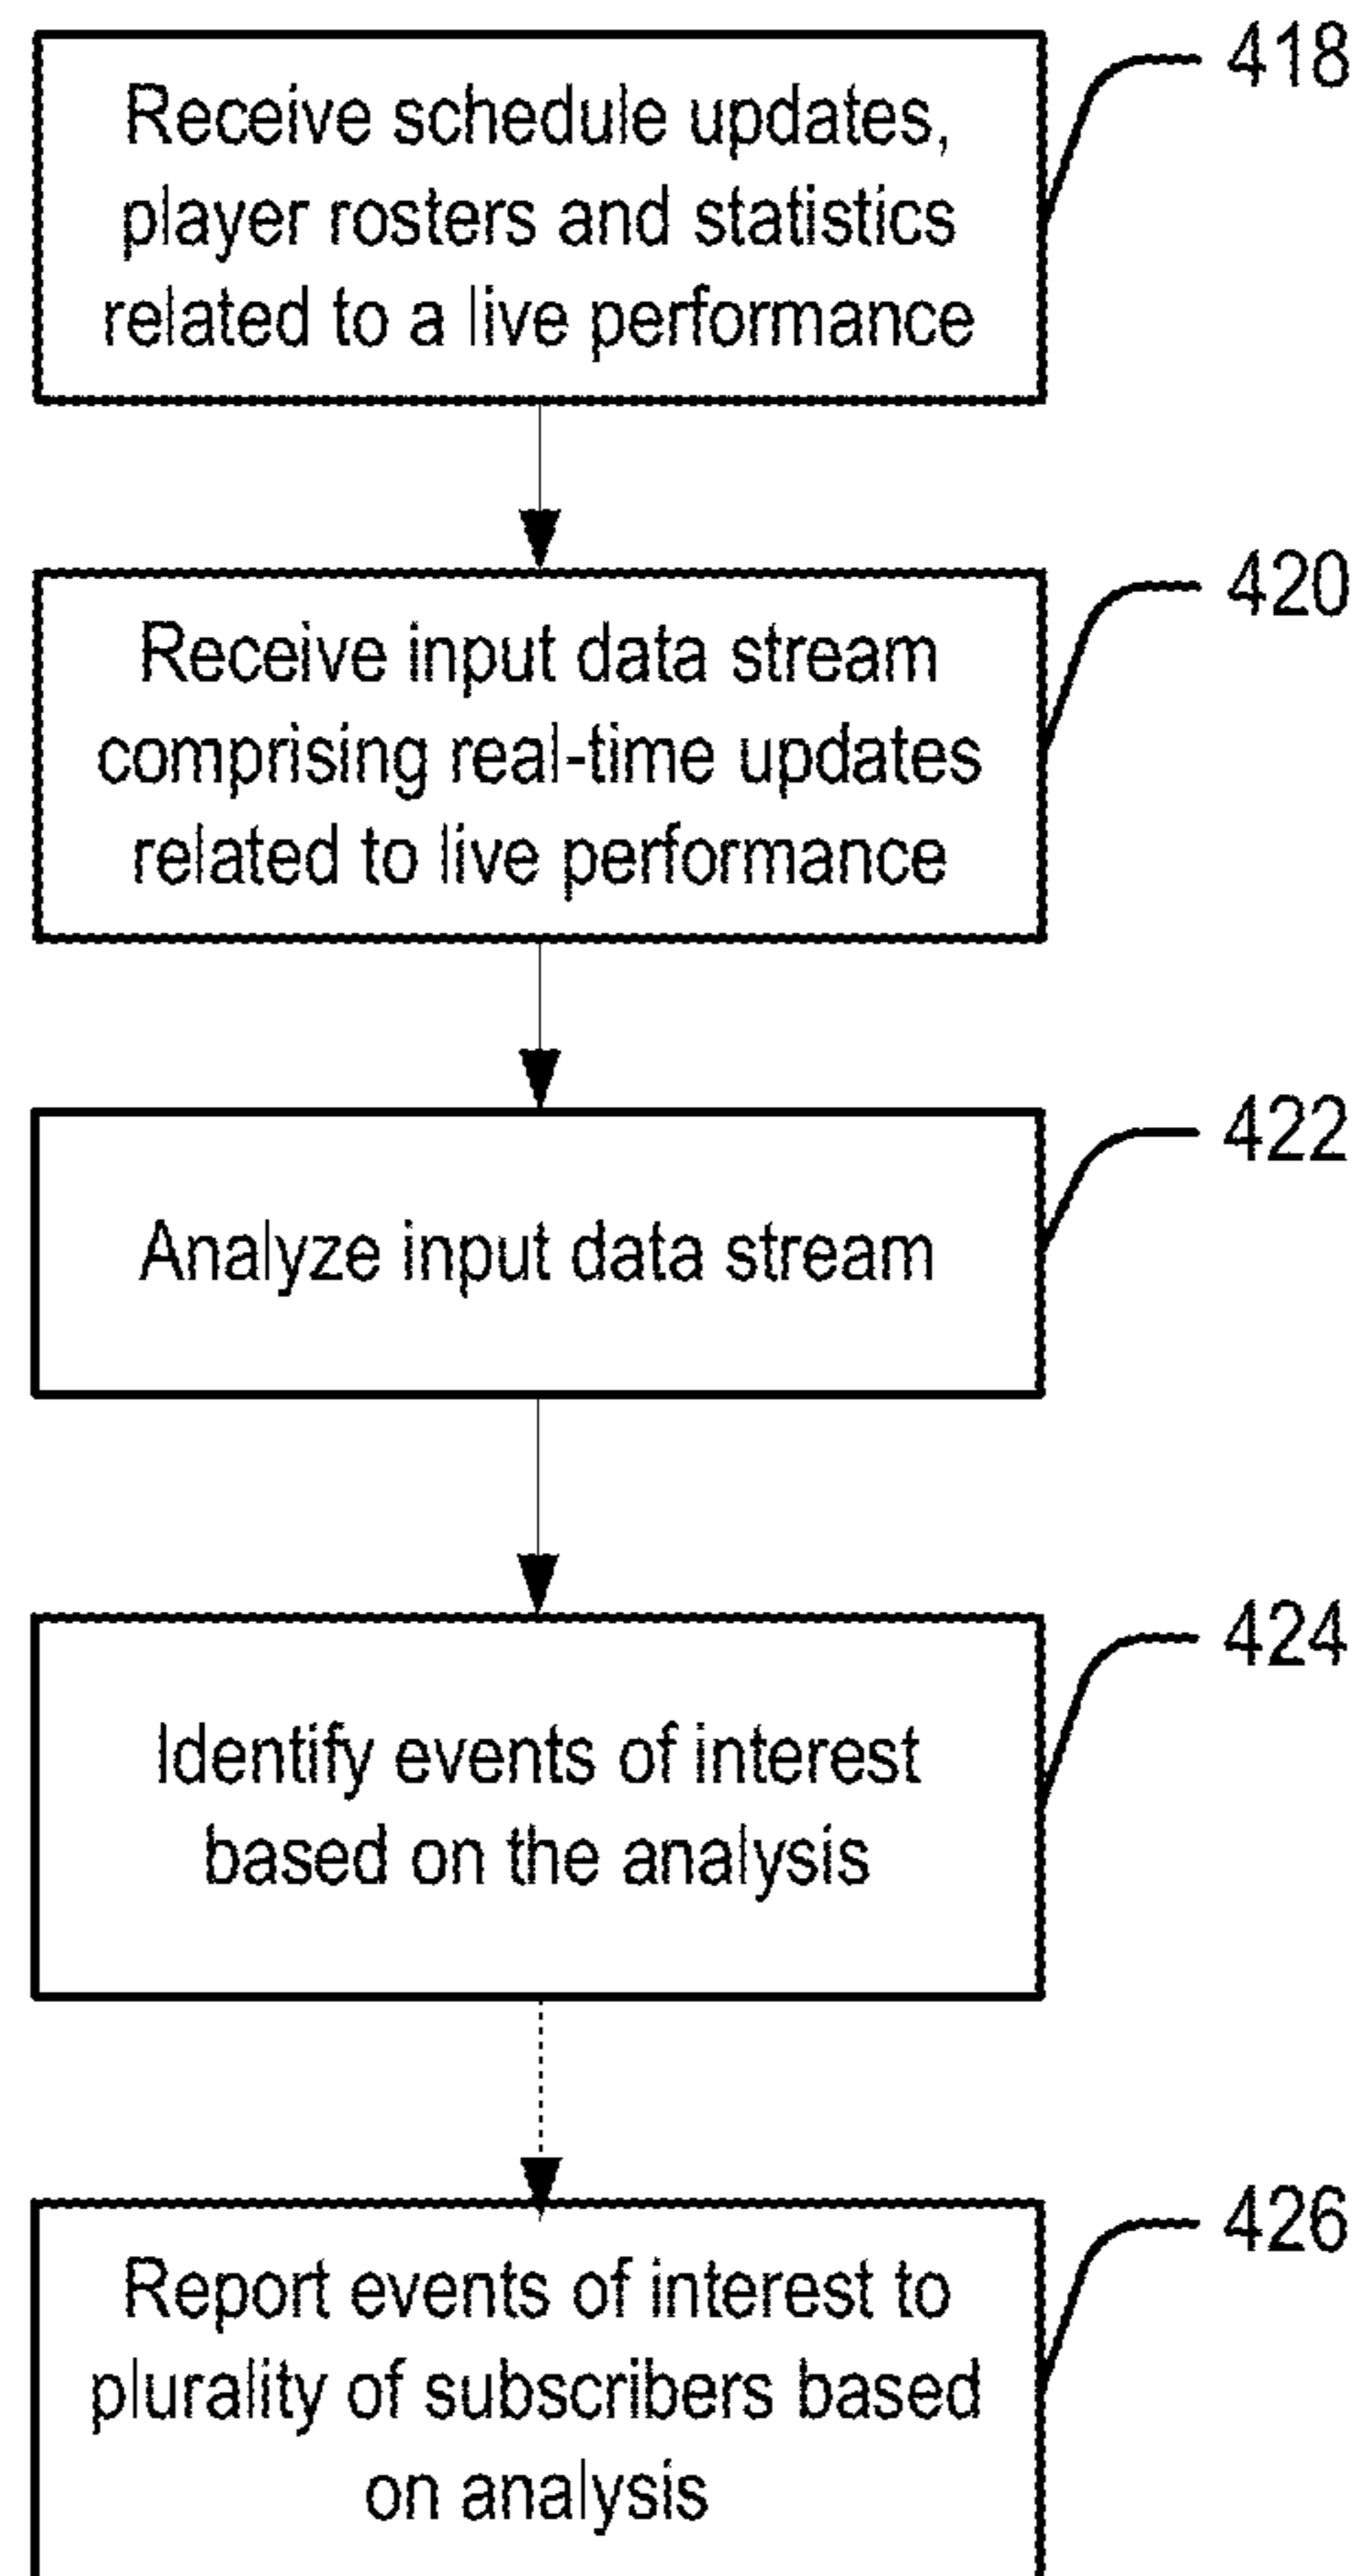 Receive schedule updates,
player rosters and statistics
related to a live performance
418
Receive input data stream
comprising real-time updates
related to live performance
420
Analyze input data stream
422
Identify events of interest
based on the analysis
424
Report events of interest to
plurality of subscribers based
on analysis
426